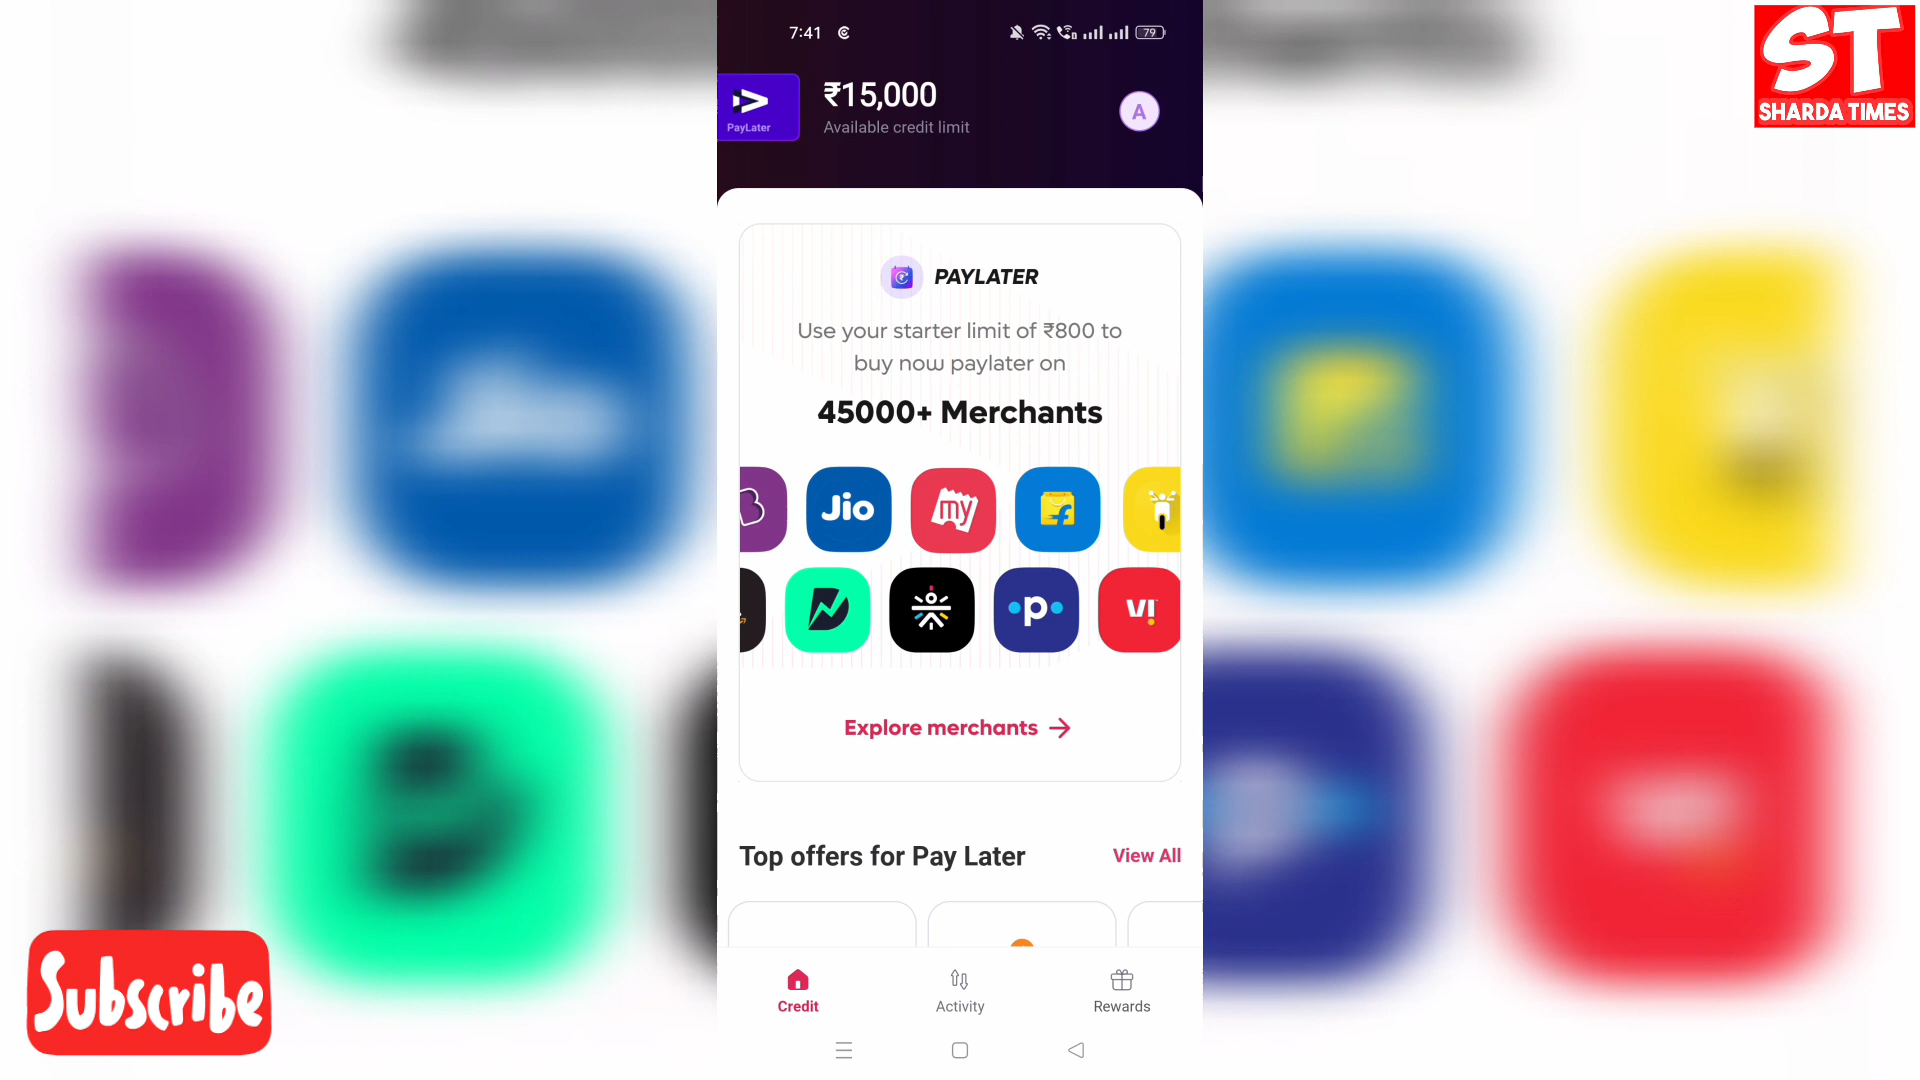 7:41
79
ST
SHARDA TIMES
PayLater
₹15,000
Available credit limit
A
PAYLATER
Use your starter limit of ₹800 to
buy now paylater on
45000+ Merchants
B Jio my f
p VI
Explore merchants →
Top offers for Pay Later
View All
Subscribe
Credit
Activity
Rewards